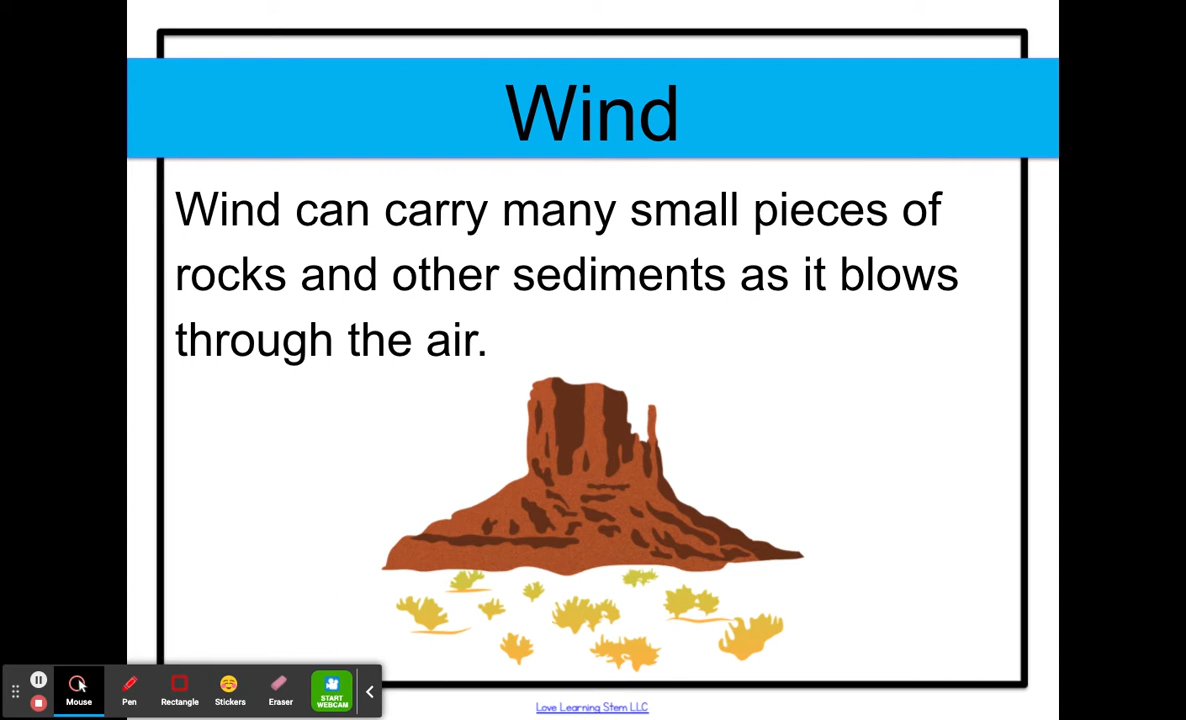 Wind
Wind can carry many small pieces of
rocks and other sediments as it blows
through the air.
Mouse
Pen
Rectangle
Stickers
Eraser
START
WEBCAM
Love Learning Stem LLC